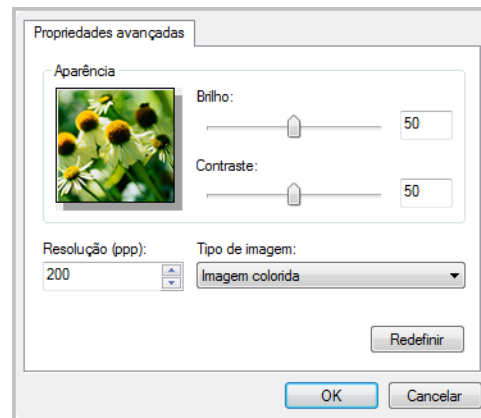 Propriedades avançadas
Aparência
Brilho:
50
Contraste:
50
Resolução (ppp):
Tipo de imagem:
200
Imagem colorida
Redefinir
OK
Cancelar